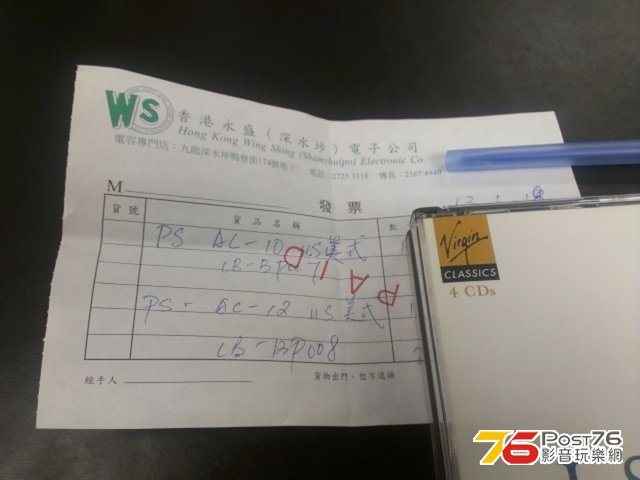 WS
香港永盛（深水埗）電子公司
Hong Kong Wing Shing (Shamshuipo) Electronic Co.
電容專門店：九龍深水埗鴨寮街174號地下 電話：2725 3318 傳真：2387 4940
M
發票
貨號 貨品名稱 數
PS AC-10 US美式
CB-BP007
PAID
PS- AC-12 US美式
CB-BP008
經手人 貨物出門，恕不退換
Virgin
CLASSICS
4 CDs
76 Post76
影音玩樂網